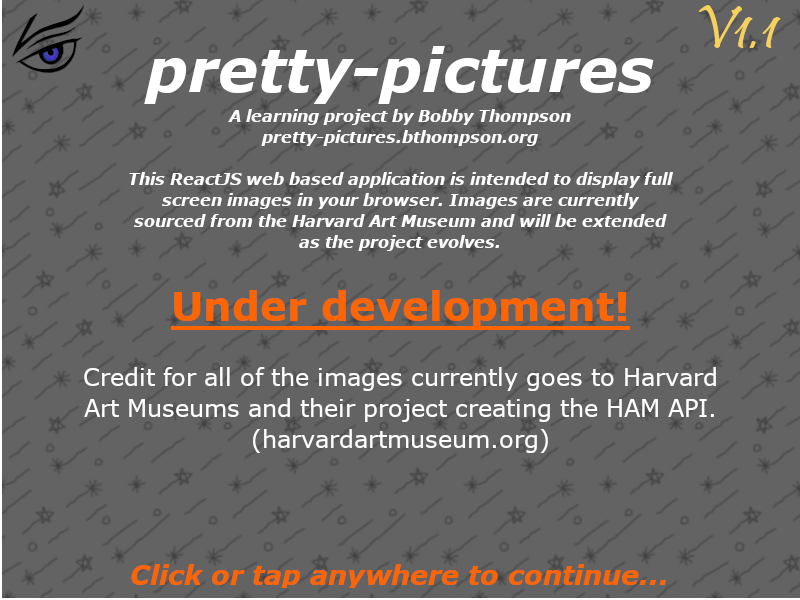 V1.1
pretty-pictures
A learning project by Bobby Thompson
pretty-pictures.bthompson.org
This ReactJS web based application is intended to display full
screen images in your browser. Images are currently
sourced from the Harvard Art Museum and will be extended
as the project evolves.
Under development!
Credit for all of the images currently goes to Harvard
Art Museums and their project creating the HAM API.
(harvardartmuseum.org)
Click or tap anywhere to continue...